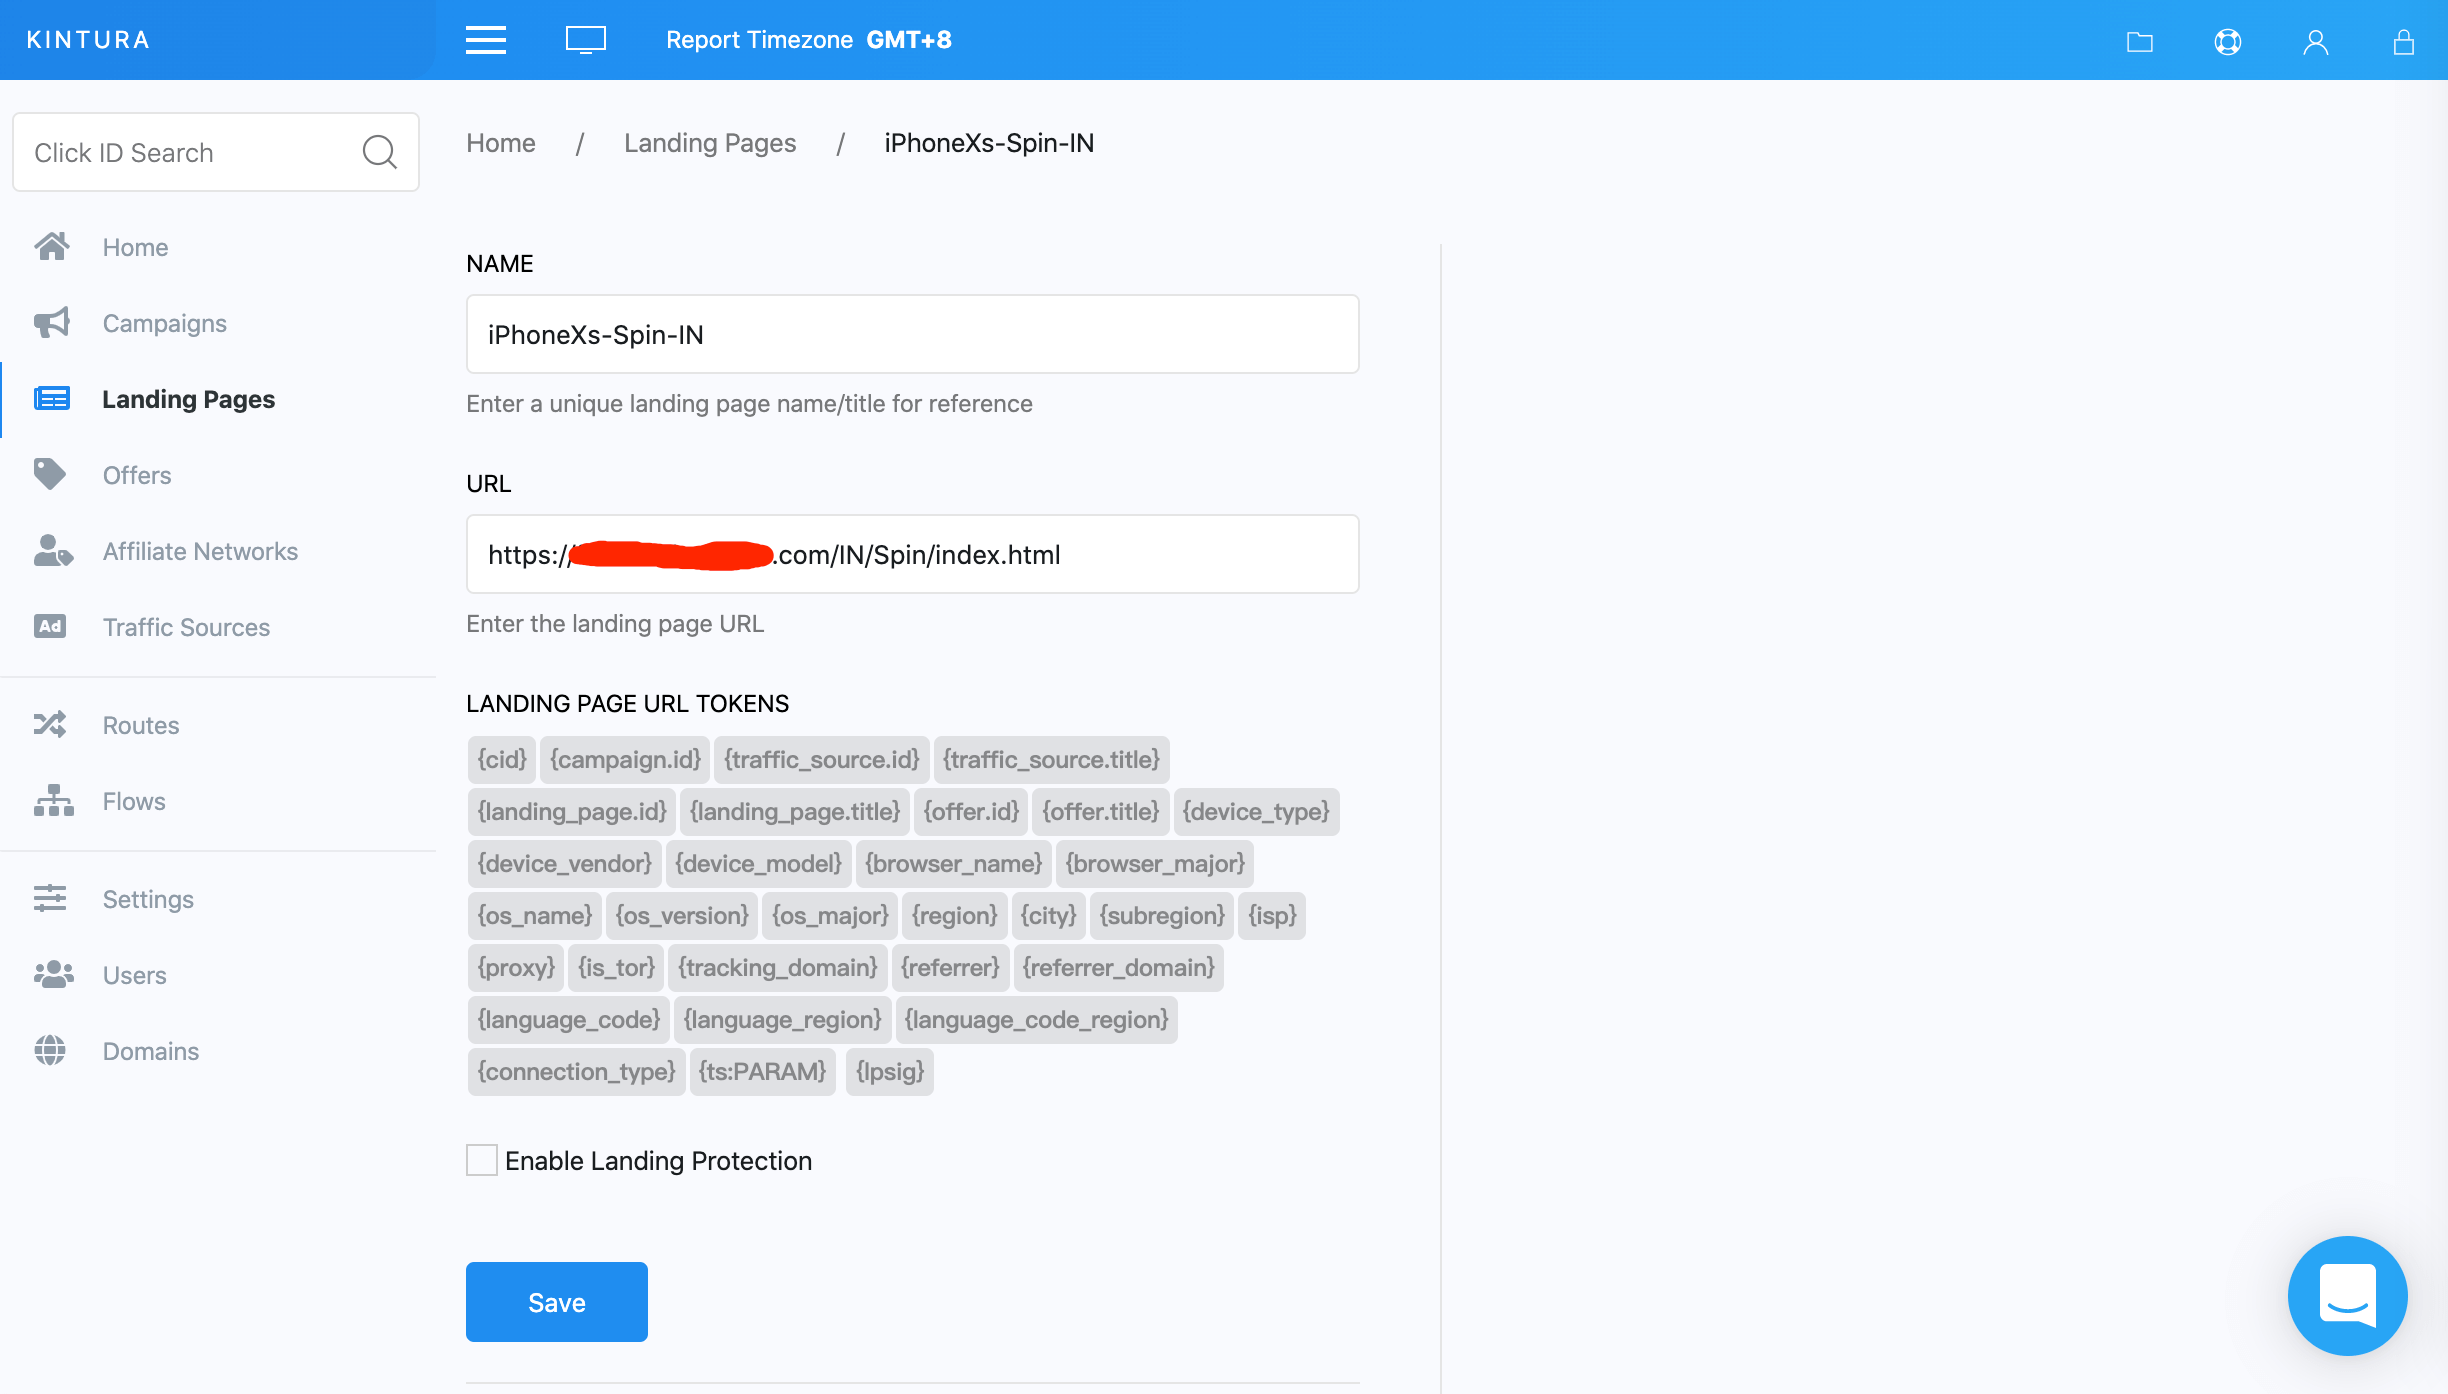 KINTURA
Report Timezone GMT+8
Click ID Search
Home
Campaigns
Landing Pages
Offers
Affiliate Networks
Ad Traffic Sources
Routes
Flows
Settings
Users
Domains
Home / Landing Pages / iPhoneXs-Spin-IN
NAME
iPhoneXs-Spin-IN
Enter a unique landing page name/title for reference
URL
https:// .com/IN/Spin/index.html
Enter the landing page URL
LANDING PAGE URL TOKENS
{cid} {campaign.id} {traffic_source.id} {traffic_source.title}
{landing_page.id} {landing_page.title} {offer.id} {offer.title} {device_type}
{device_vendor} {device_model} {browser_name} {browser_major}
{os_name} {os_version} {os_major} {region} {city} {subregion} {isp}
{proxy} {is_tor} {tracking_domain} {referrer} {referrer_domain}
{language_code} {language_region} {language_code_region}
{connection_type} {ts:PARAM} {lpsig}
Enable Landing Protection
Save